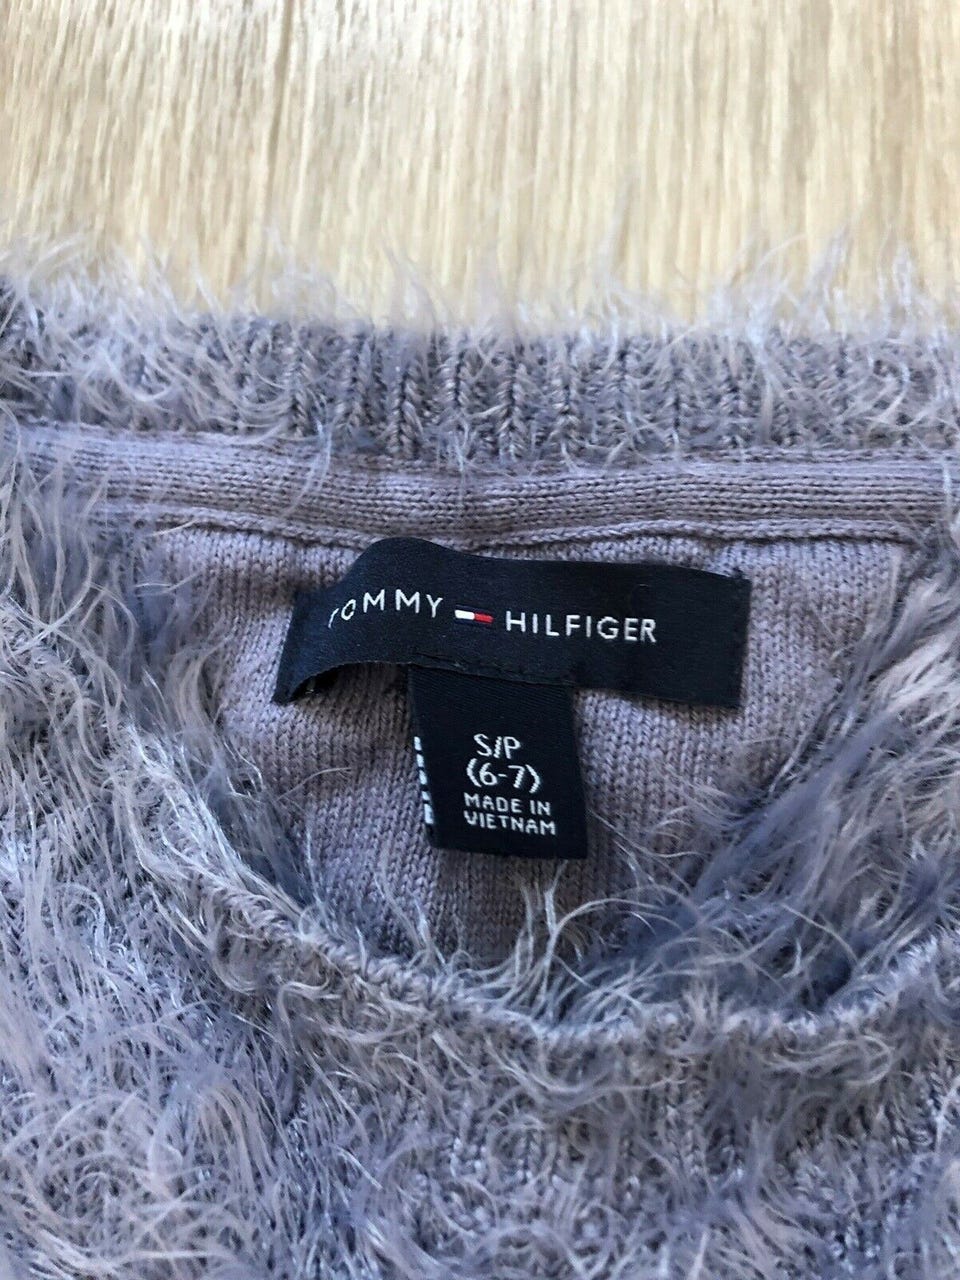 TOMMY HILFIGER
S/P
(6-7)
MADE IN
VIETNAM